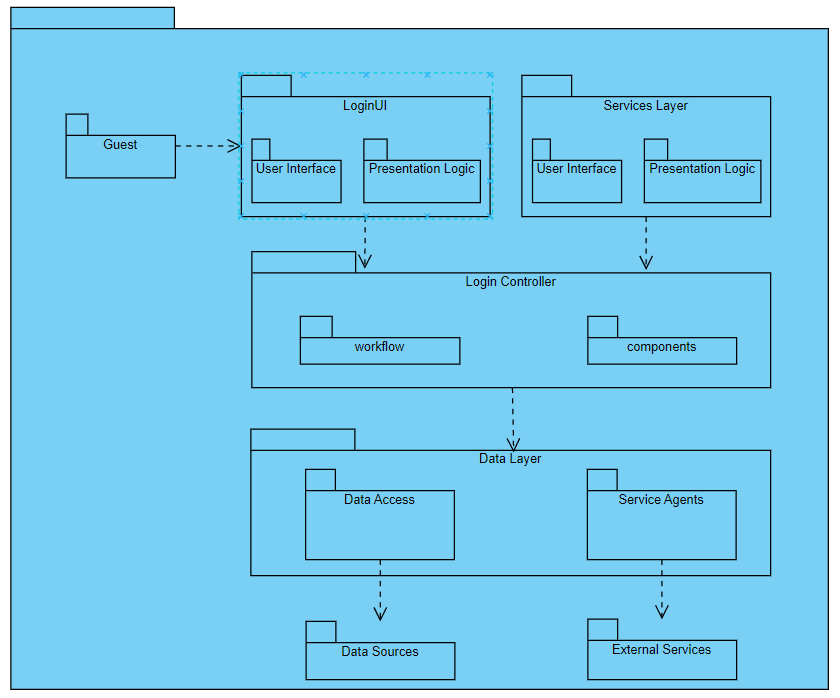 LoginUI
Services Layer
Guest
User Interface
Presentation Logic
User Interface
Presentation Logic
Login Controller
workflow
components
Data Layer
Data Access
Service Agents
Data Sources
External Services